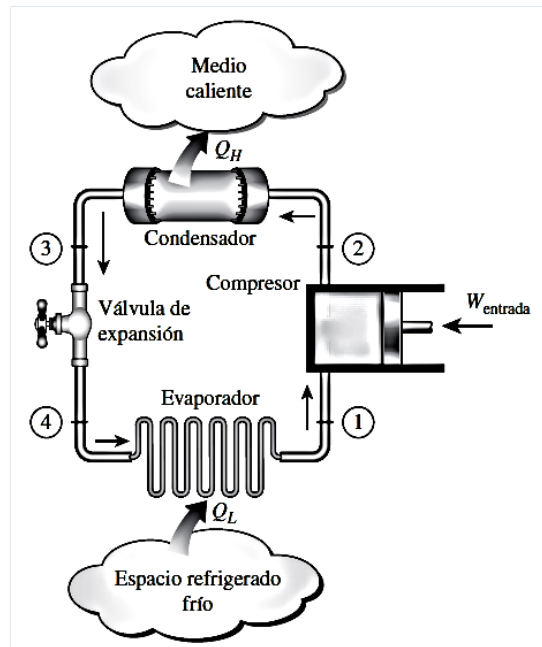 Medio
caliente
Q_H
Condensador
3
2
Compresor
Válvula de
expansión
W_entrada
Evaporador
4
1
Q_L
Espacio refrigerado
frío